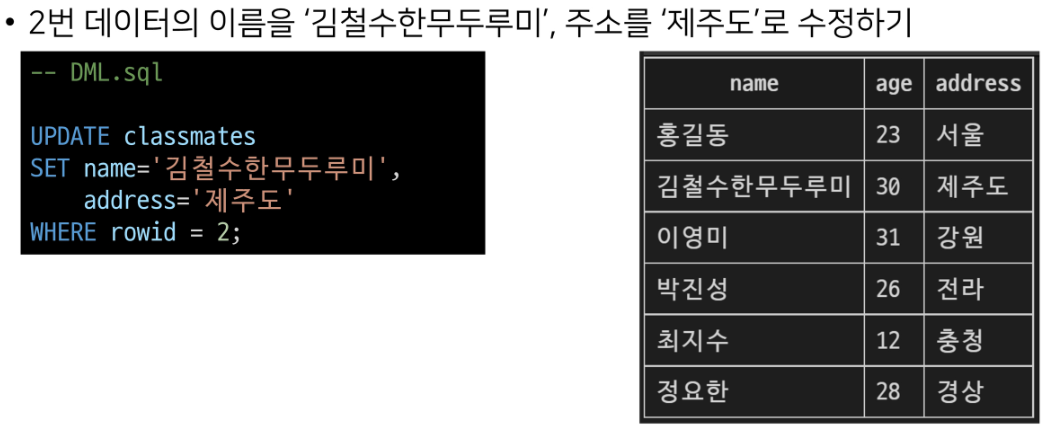 • 2번 데이터의 이름을 ‘김철수한무두루미’, 주소를 ‘제주도’로 수정하기
-- DML.sql
UPDATE classmates
SET name='김철수한무두루미',
address='제주도'
WHERE rowid = 2;
name age address
홍길동 23 서울
김철수한무두루미 30 제주도
이영미 31 강원
박진성 26 전라
최지수 12 충청
정요한 28 경상